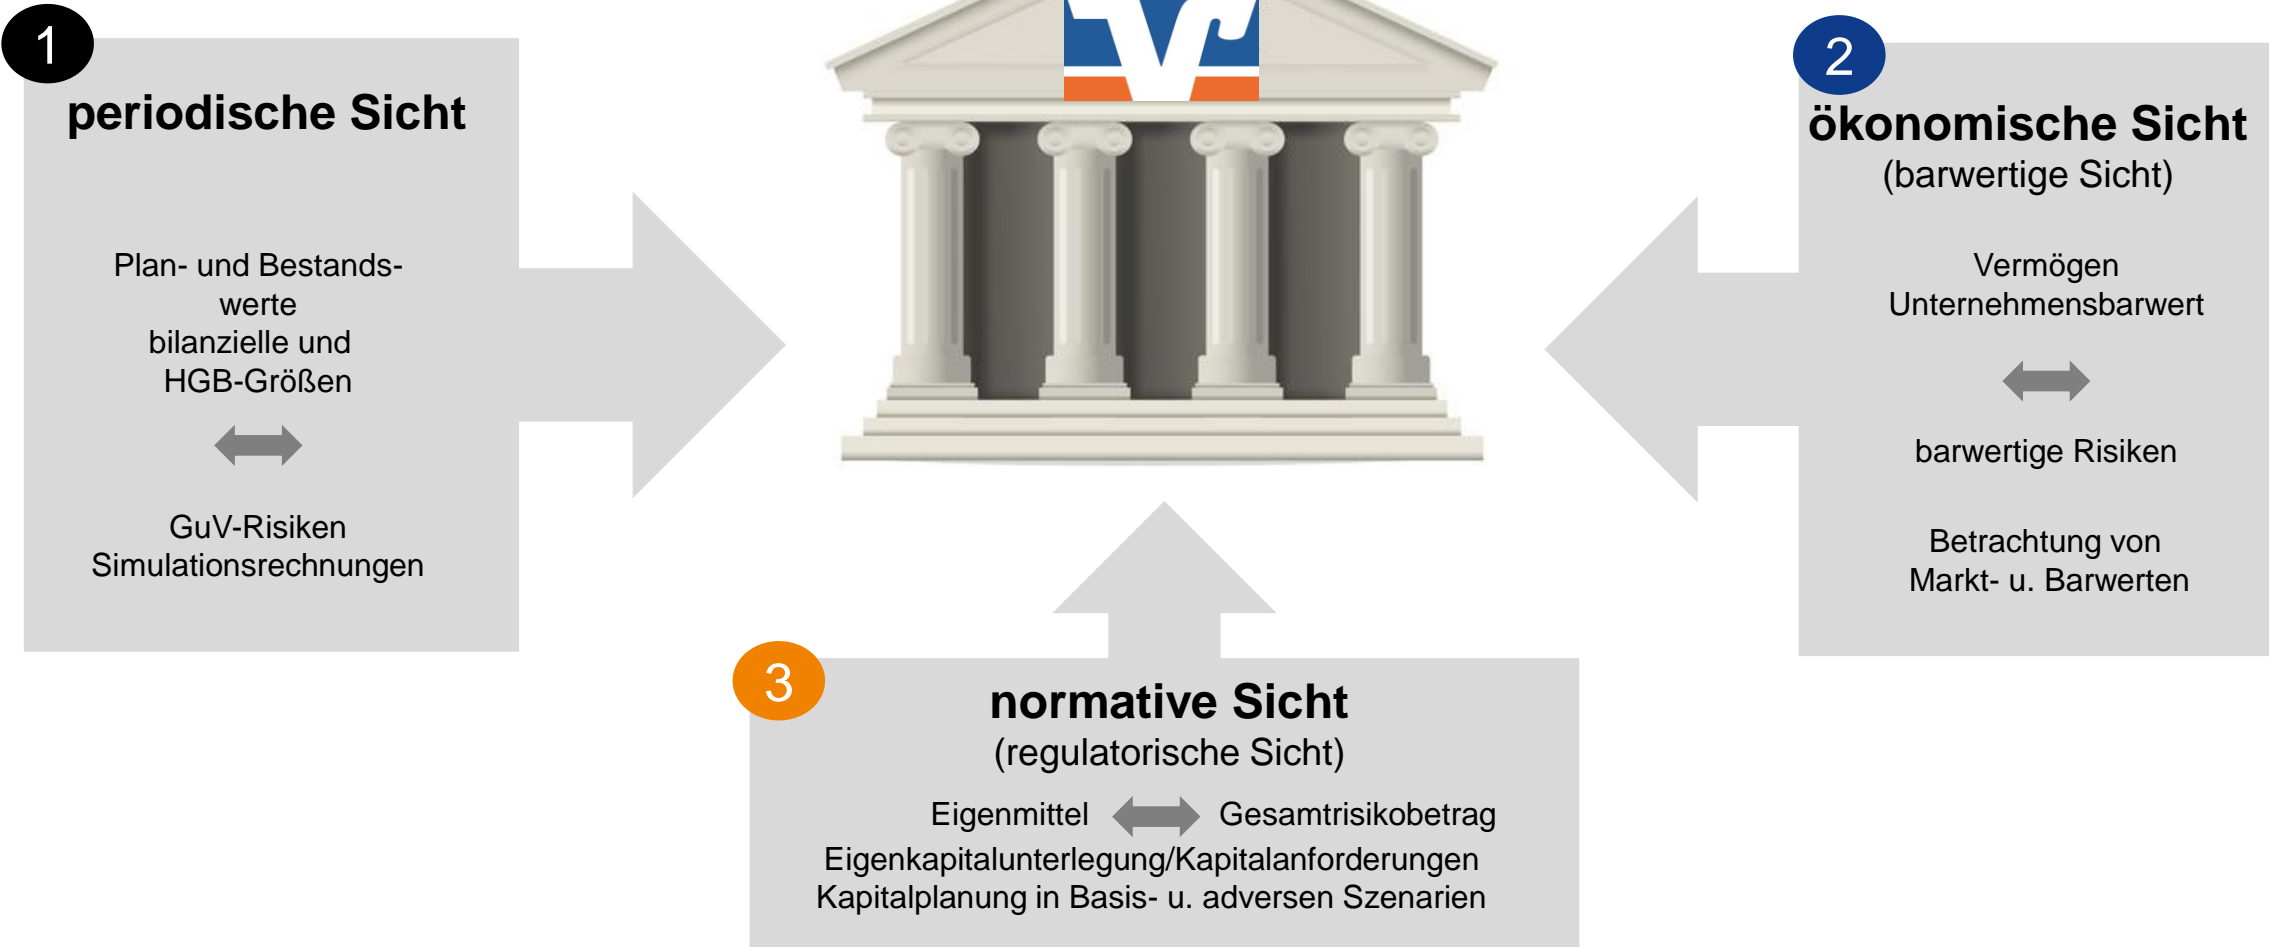 1
periodische Sicht
Plan- und Bestands-
werte
bilanzielle und
HGB-Größen
GuV-Risiken
Simulationsrechnungen
2
ökonomische Sicht
(barwertige Sicht)
Vermögen
Unternehmensbarwert
barwertige Risiken
Betrachtung von
Markt- u. Barwerten
3
normative Sicht
(regulatorische Sicht)
Eigenmittel Gesamtrisikobetrag
Eigenkapitalunterlegung/Kapitalanforderungen
Kapitalplanung in Basis- u. adversen Szenarien